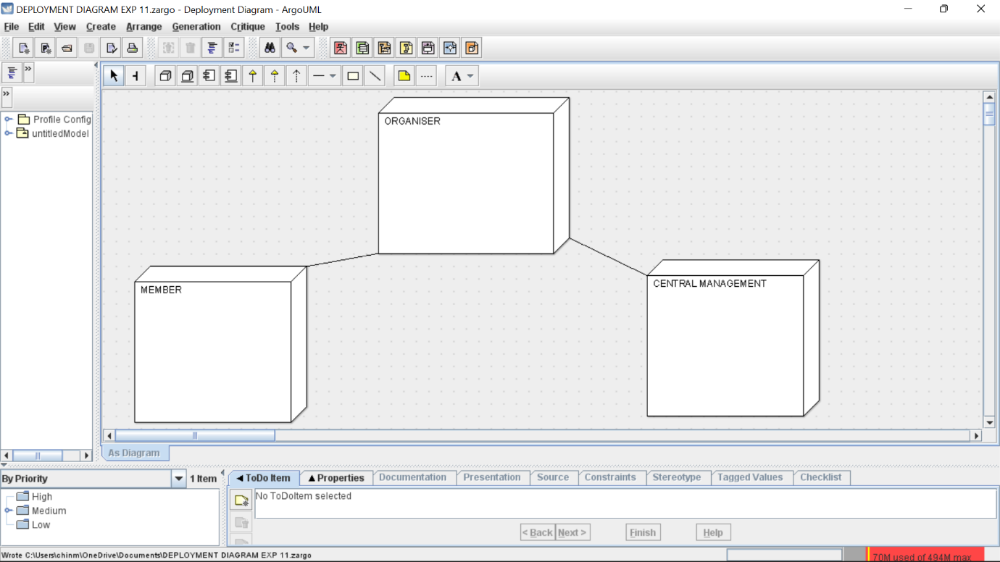 DEPLOYMENT DIAGRAM EXP 11.zargo - Deployment Diagram - ArgoUML
File Edit View Create Arrange Generation Critique Tools Help
A
Profile Config
untitledModel
ORGANISER
MEMBER
CENTRAL MANAGEMENT
As Diagram
By Priority
1 Item
High
Medium
Low
ToDo Item Properties Documentation Presentation Source Constraints Stereotype Tagged Values Checklist
No ToDoItem selected
< Back Next > Finish Help
Wrote C:\Users\chinm\OneDrive\Documents\DEPLOYMENT DIAGRAM EXP 11.zargo
70M used of 494M max